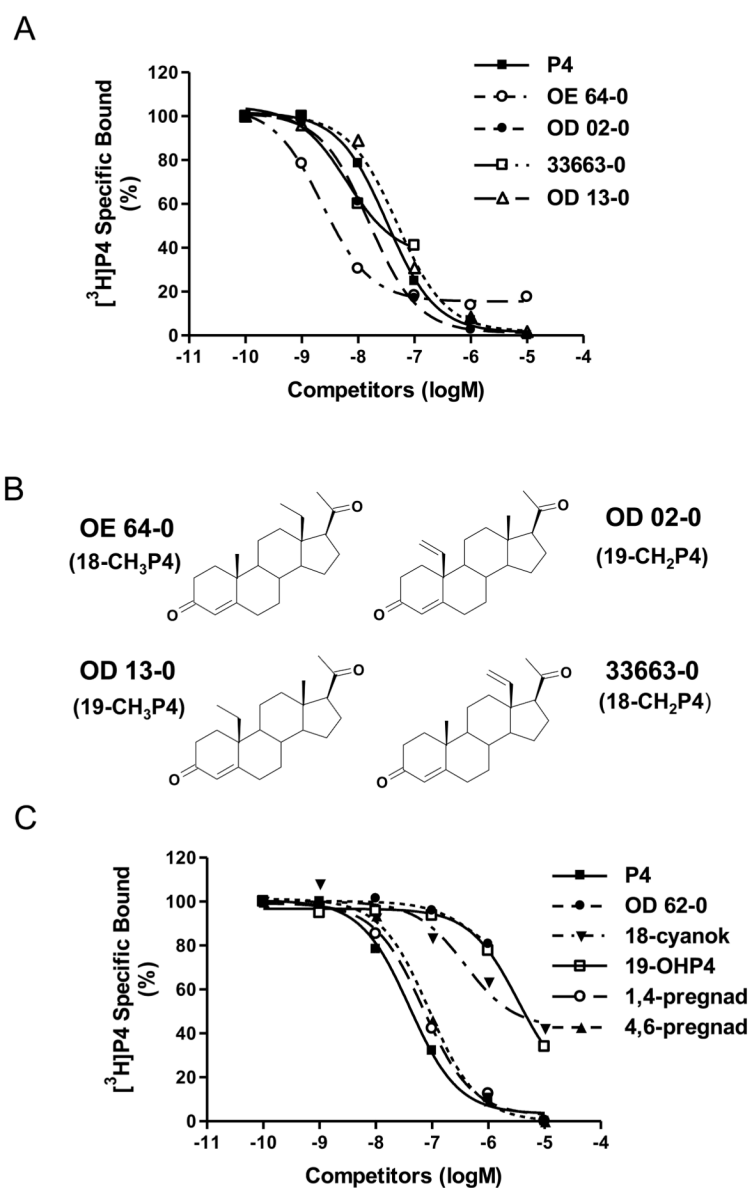 A
[³H]P4 Specific Bound
(%)
120
100
80
60
40
20
0
-11 -10 -9 -8 -7 -6 -5 -4
Competitors (logM)
P4
OE 64-0
OD 02-0
33663-0
OD 13-0
B
OE 64-0
(18-CH₃P4)
O
O
OD 02-0
(19-CH₂P4)
O
O
OD 13-0
(19-CH₃P4)
O
O
33663-0
(18-CH₂P4)
O
O
C
[³H]P4 Specific Bound
(%)
120
100
80
60
40
20
0
-11 -10 -9 -8 -7 -6 -5 -4
Competitors (logM)
P4
OD 62-0
18-cyanok
19-OHP4
1,4-pregnad
4,6-pregnad